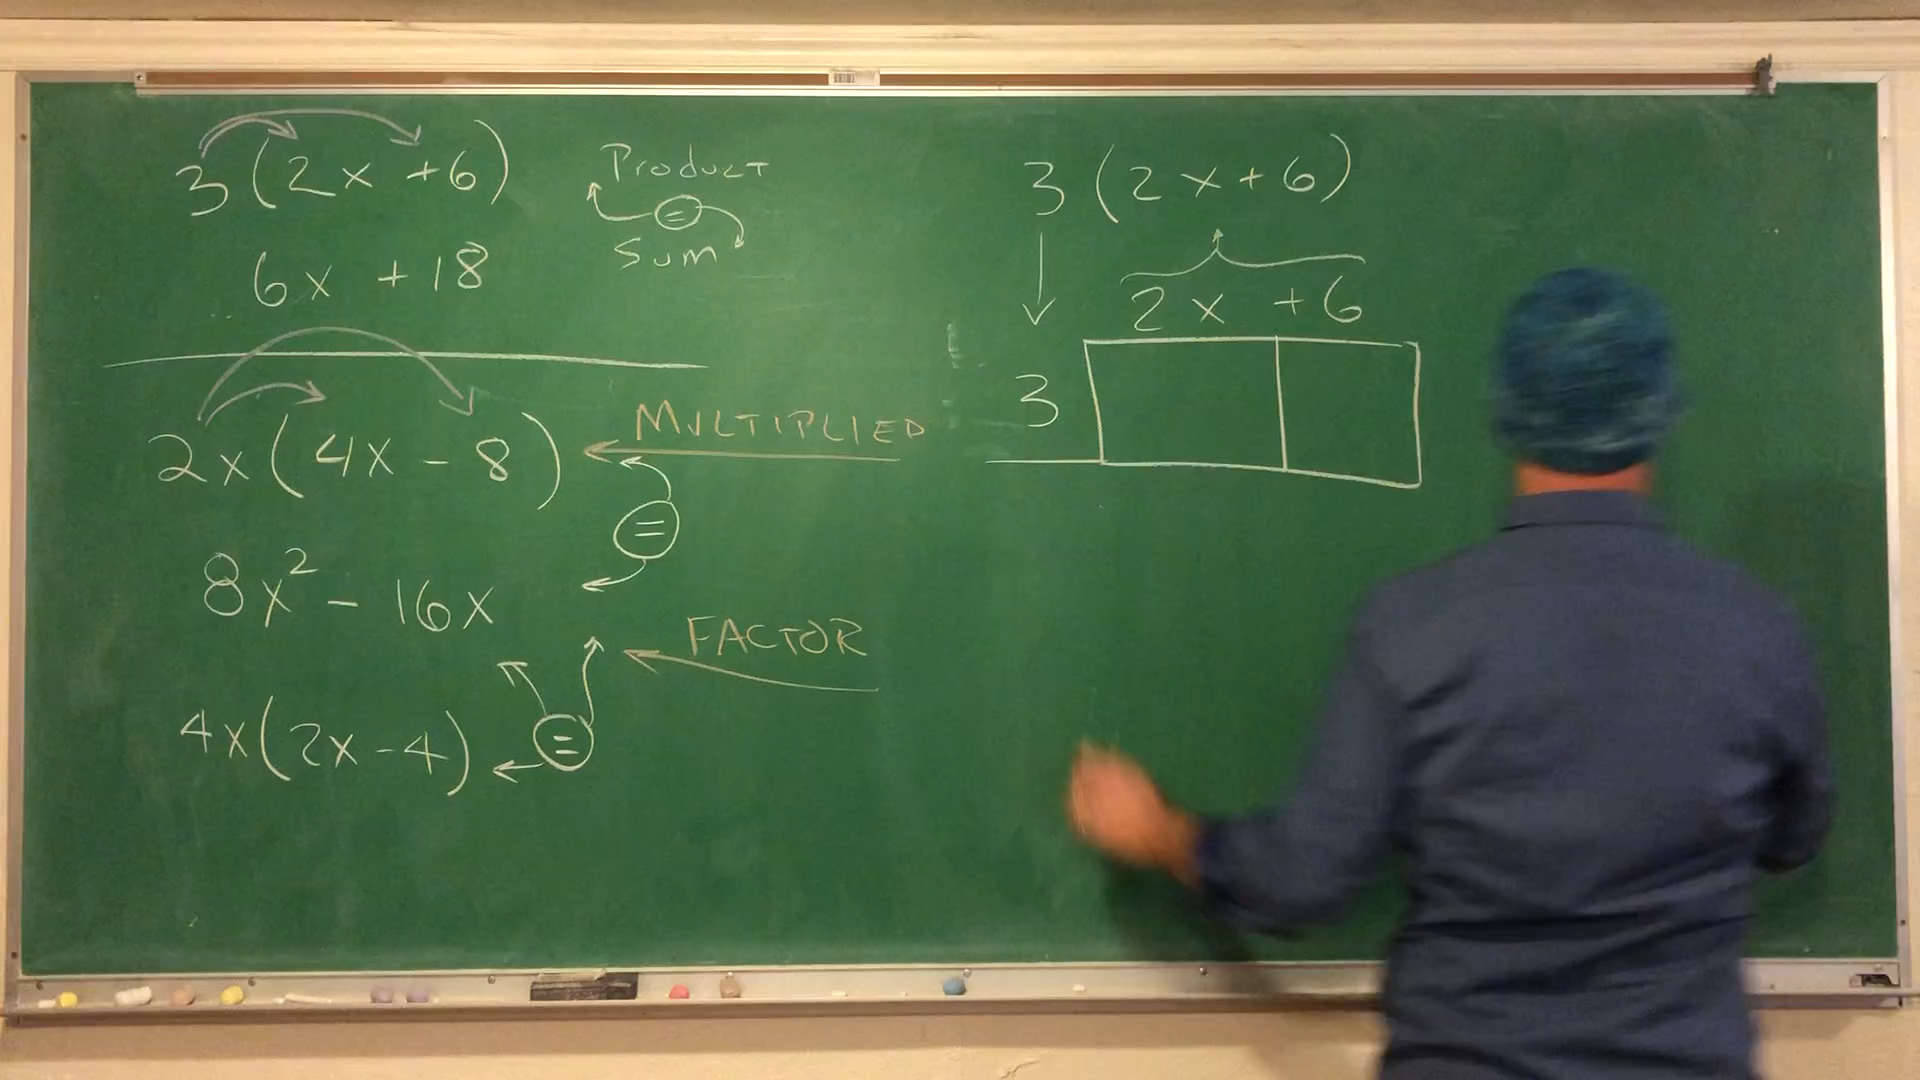 3(2x +6)
Product
=
Sum
6x +18
2x(4x - 8)
MULTIPLIED
=
8x² - 16x
FACTOR
4x(2x - 4)
=
3(2x+6)
2x +6
3